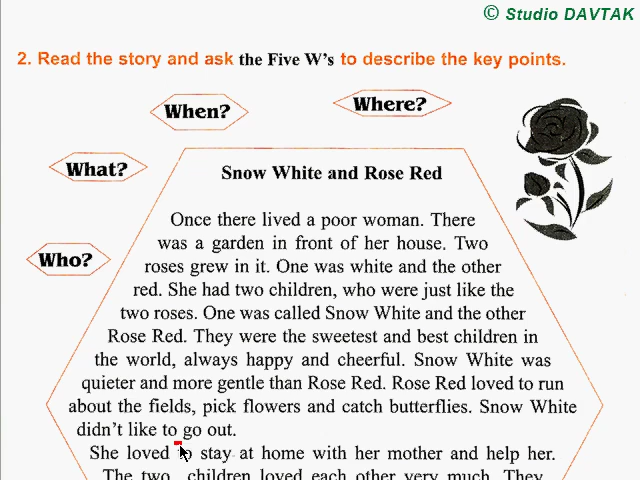 © Studio DAVTAK
2. Read the story and ask the Five W's to describe the key points.
When?
Where?
What?
Who?
Snow White and Rose Red
Once there lived a poor woman. There
was a garden in front of her house. Two
roses grew in it. One was white and the other
red. She had two children, who were just like the
two roses. One was called Snow White and the other
Rose Red. They were the sweetest and best children in
the world, always happy and cheerful. Snow White was
quieter and more gentle than Rose Red. Rose Red loved to run
about the fields, pick flowers and catch butterflies. Snow White
didn't like to go out.
She loved to stay at home with her mother and help her.
The two children loved each other very much. They